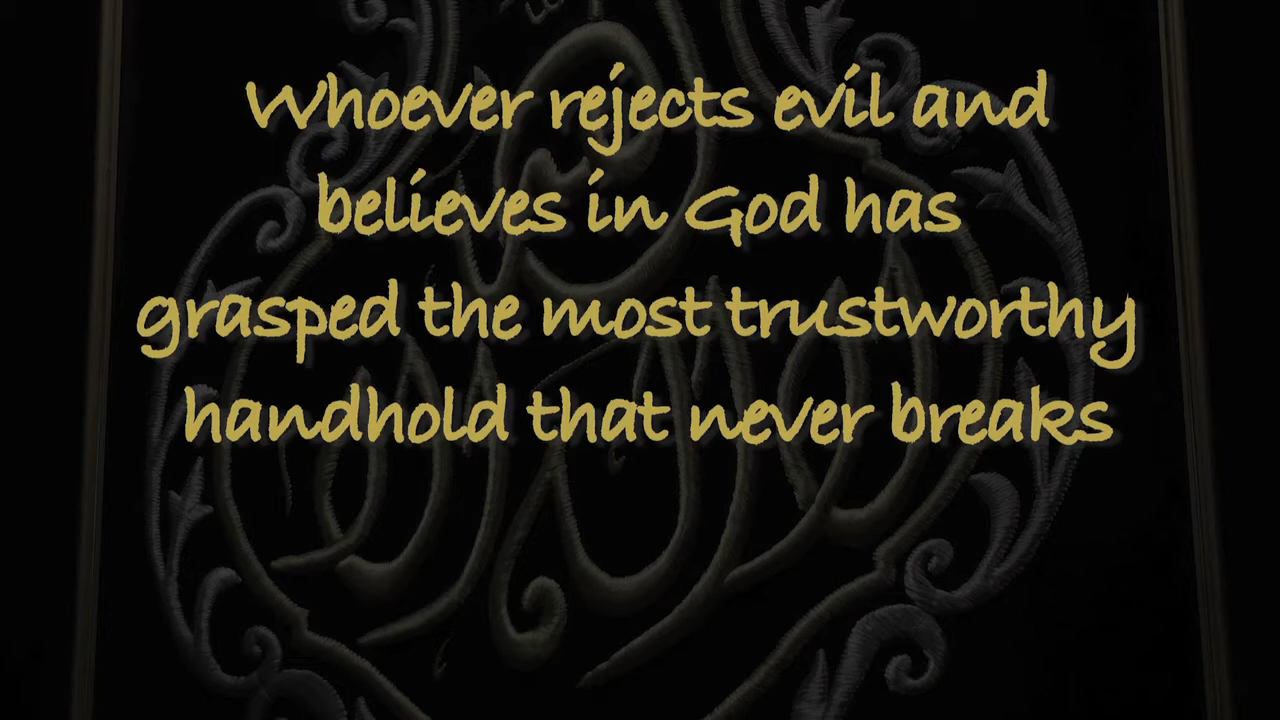 Whoever rejects evil and
believes in God has
grasped the most trustworthy
handhold that never breaks